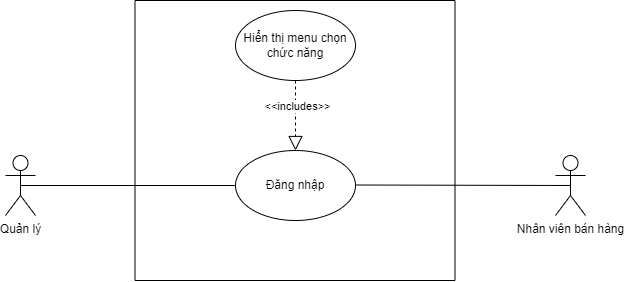 Hiển thị menu chọn
chức năng
<<includes>>
Đăng nhập
Quản lý
Nhân viên bán hàng